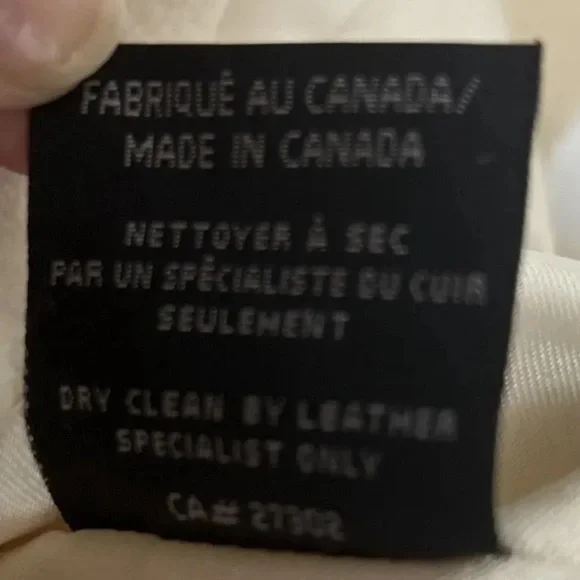 FABRIQUÉ AU CANADA/
MADE IN CANADA
NETTOYER À SEC
PAR UN SPÉCIALISTE DU CUIR
SEULEMENT
DRY CLEAN BY LEATHER
SPECIALIST ONLY
CA# 27302